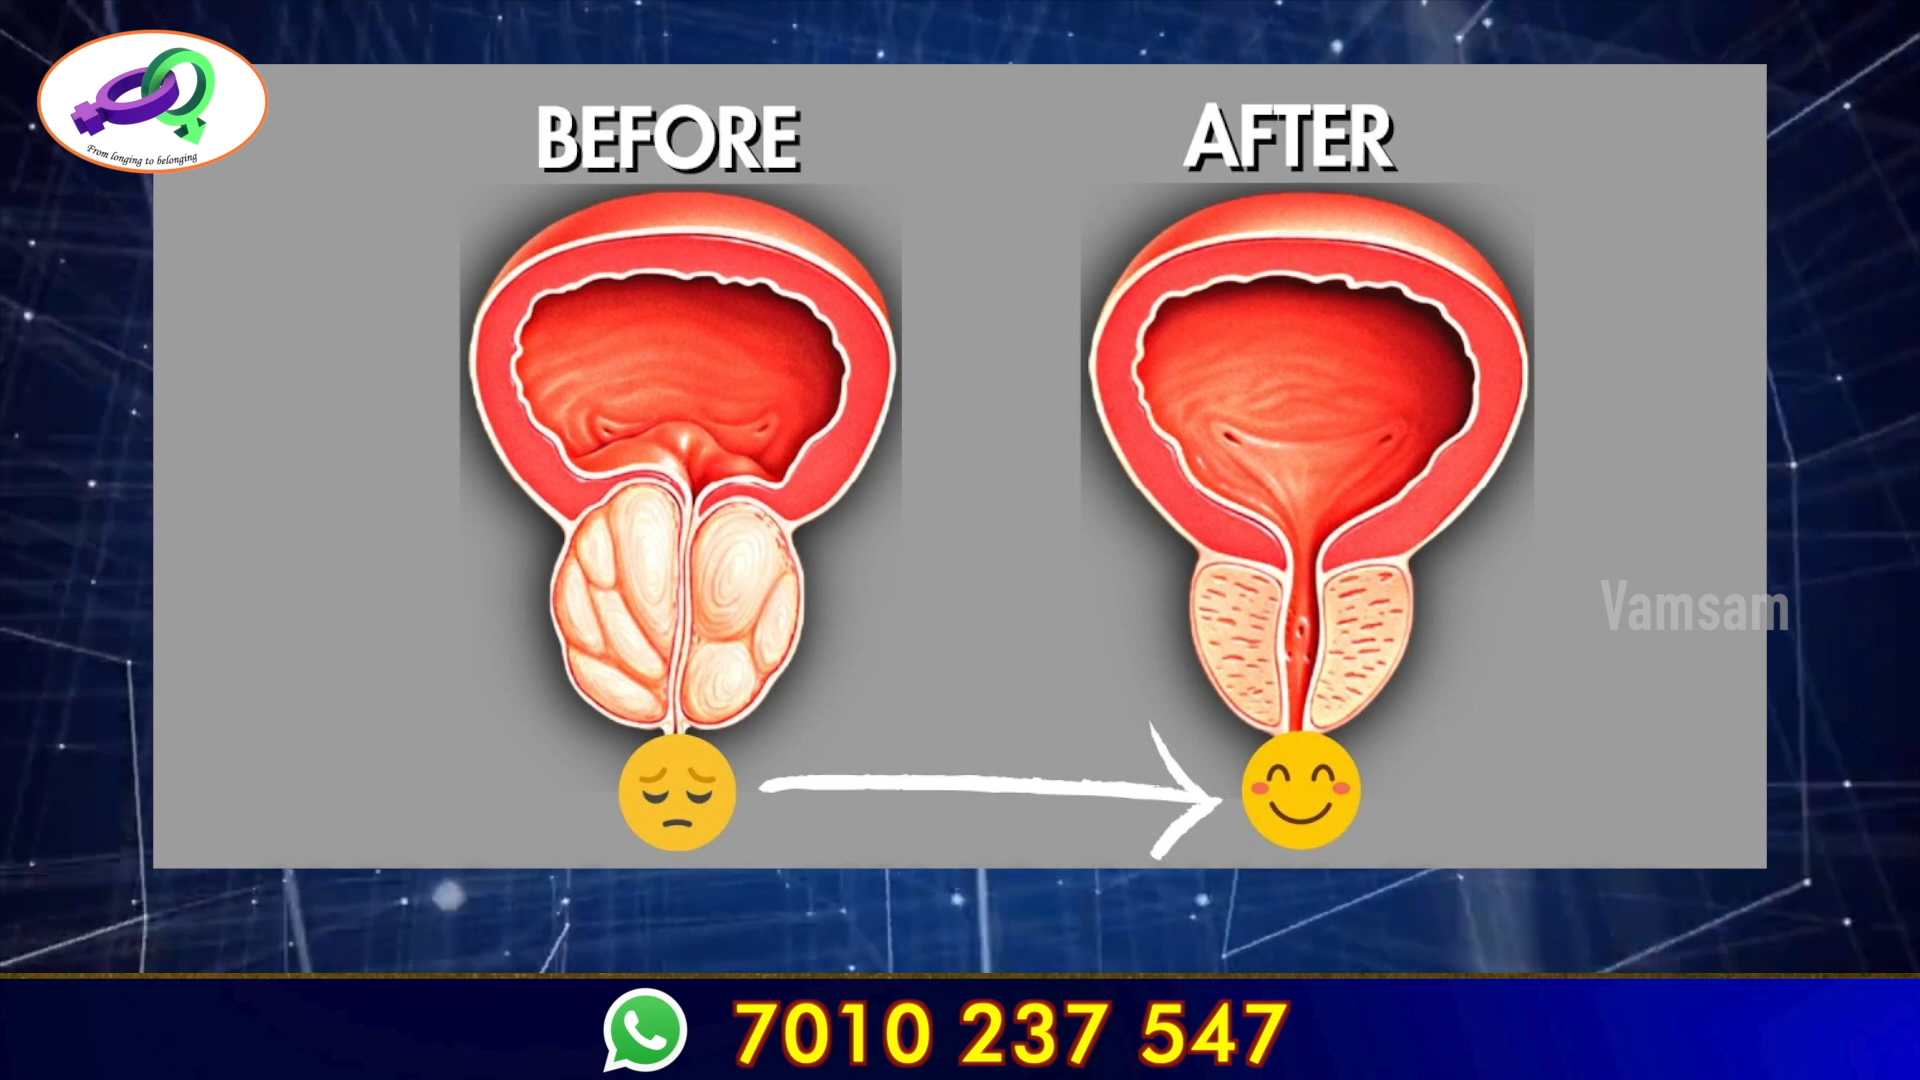 From longing to belonging
BEFORE
AFTER
Vamsam
7010 237 547